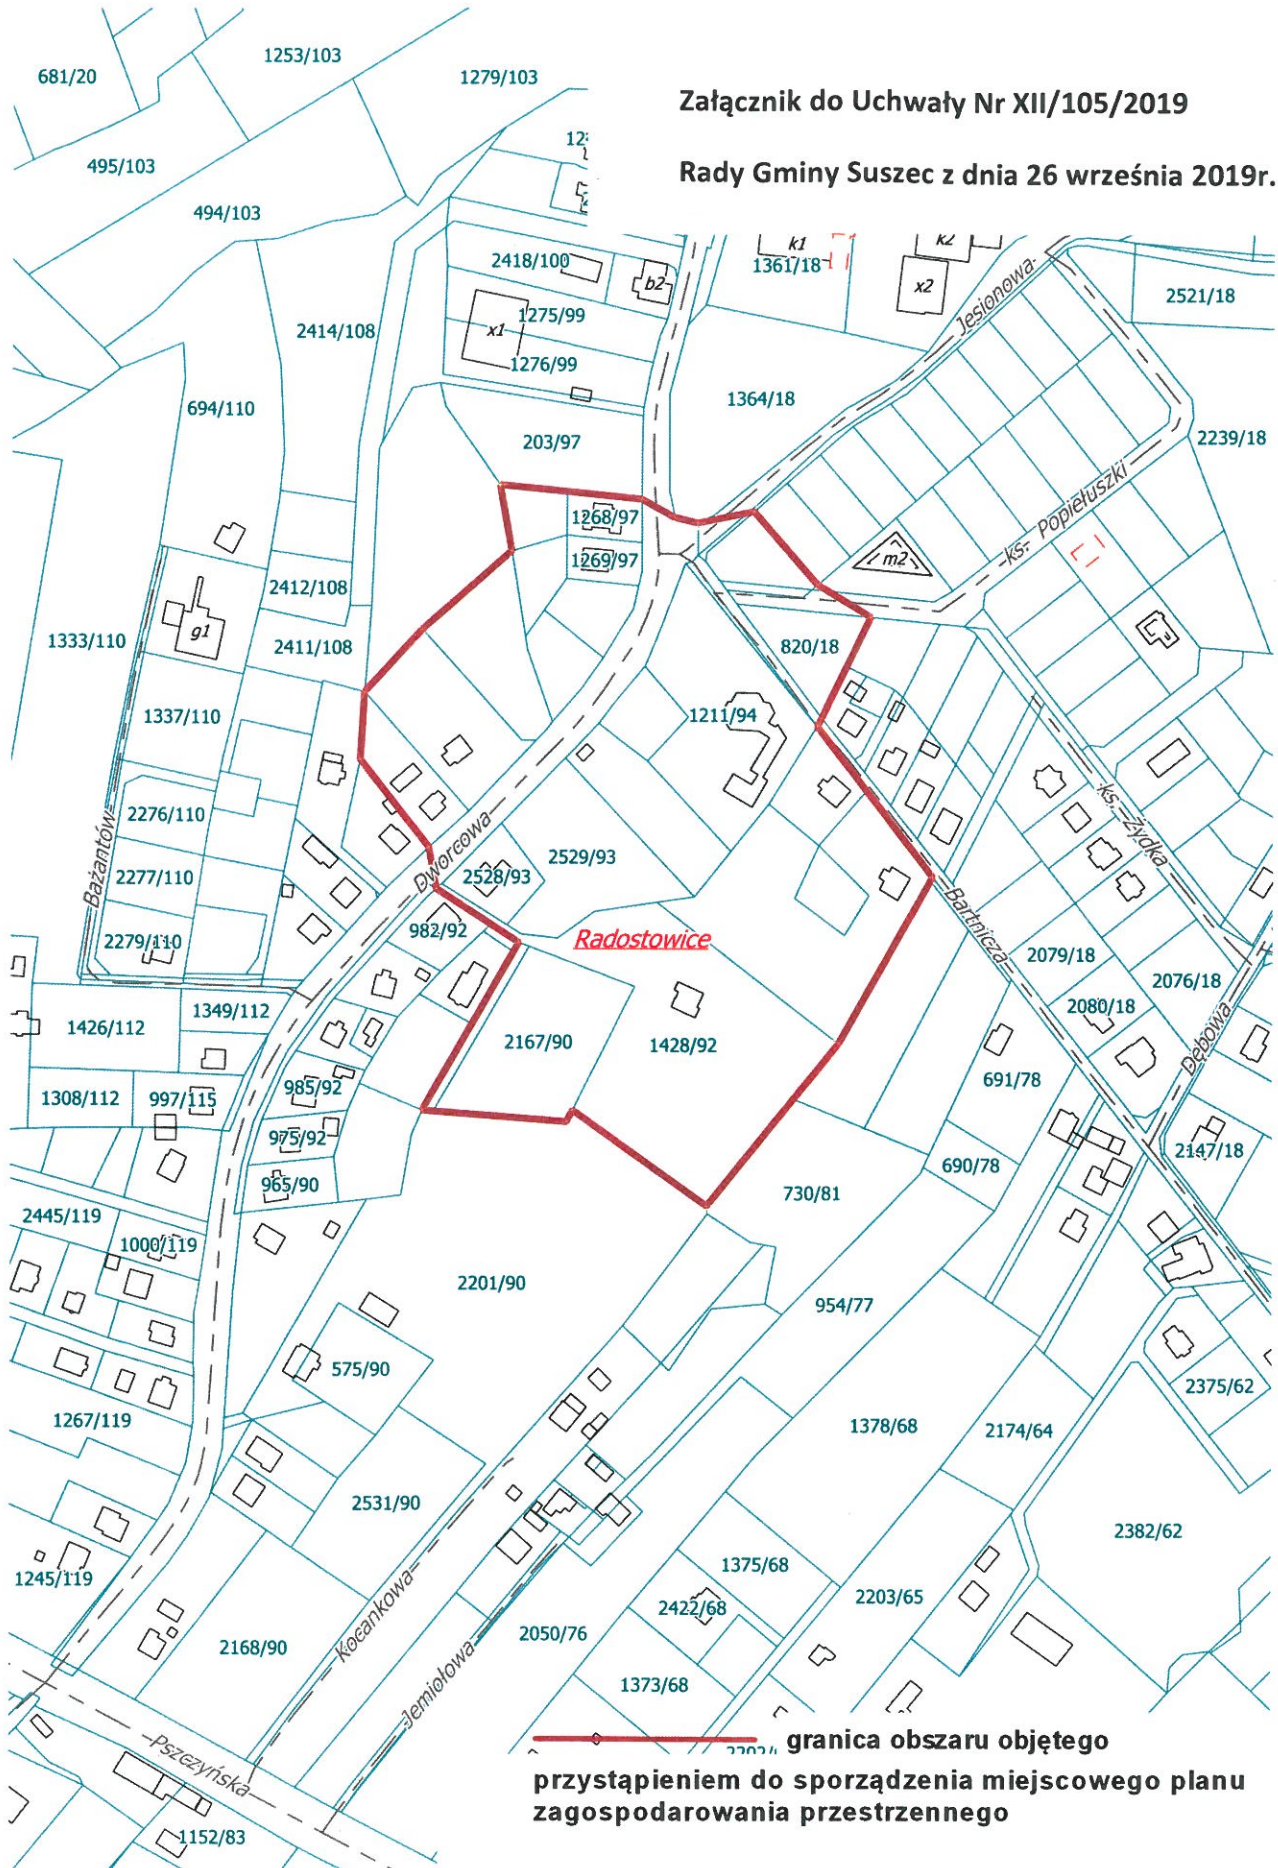 Załącznik do Uchwały Nr XII/105/2019
Rady Gminy Suszec z dnia 26 września 2019r.
681/20
1253/103
1279/103
495/103
494/103
2418/100
b2
k1
1361/18
k2
x2
Jesionowa
2521/18
2414/108
x1
1275/99
1276/99
694/110
1364/18
203/97
2239/18
1268/97
1269/97
ks. Popiełuszki
m2
2412/108
1333/110
g1
2411/108
820/18
1337/110
1211/94
2276/110
Bażantów
2277/110
Dworcowa
2529/93
2528/93
ks. Żydka
2279/110
982/92
Radostowice
Bartnicza
2079/18
2076/18
2080/18
1349/112
1426/112
2167/90
1428/92
Dębowa
691/78
1308/112
997/115
985/92
975/92
2147/18
690/78
965/90
730/81
2445/119
1000/119
2201/90
954/77
575/90
2375/62
1267/119
1378/68
2174/64
2531/90
2382/62
1245/119
1375/68
2422/68
2203/65
Kocankowa
2168/90
2050/76
Jemiołowa
1373/68
Pszczyńska
1152/83
granica obszaru objętego
przystąpieniem do sporządzenia miejscowego planu
zagospodarowania przestrzennego